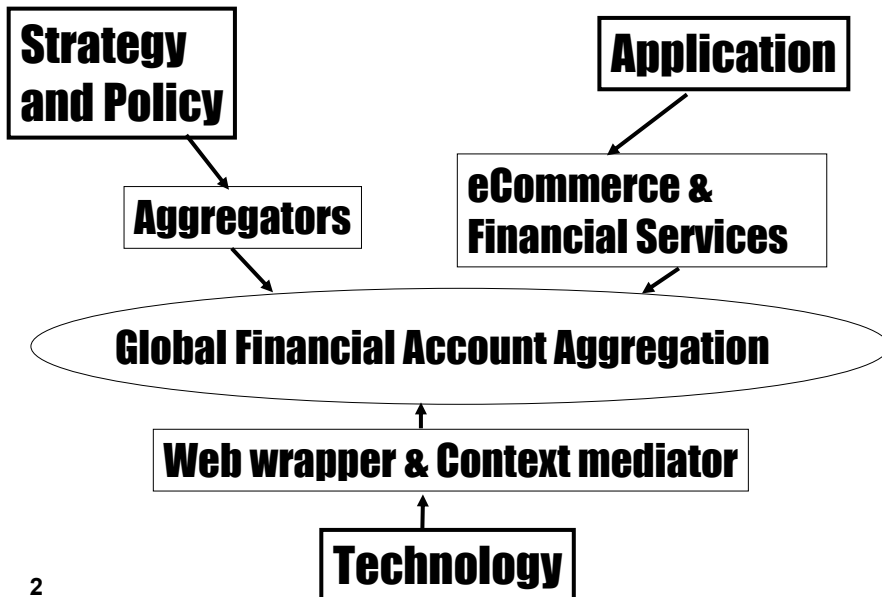 Strategy
and Policy
Application
Aggregators
eCommerce &
Financial Services
Global Financial Account Aggregation
Web wrapper & Context mediator
Technology
2